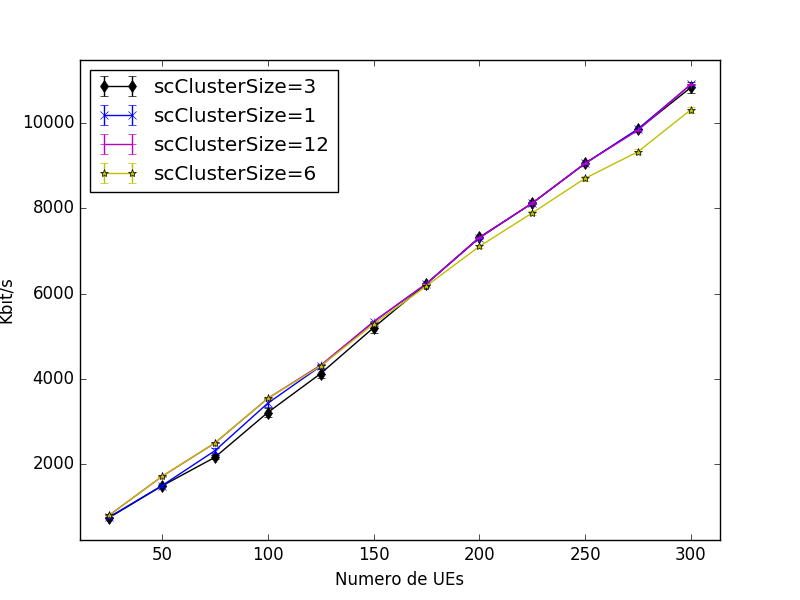 scClusterSize=3
scClusterSize=1
scClusterSize=12
scClusterSize=6
10000
8000
6000
4000
2000
Kbit/s
50 100 150 200 250 300
Numero de UEs